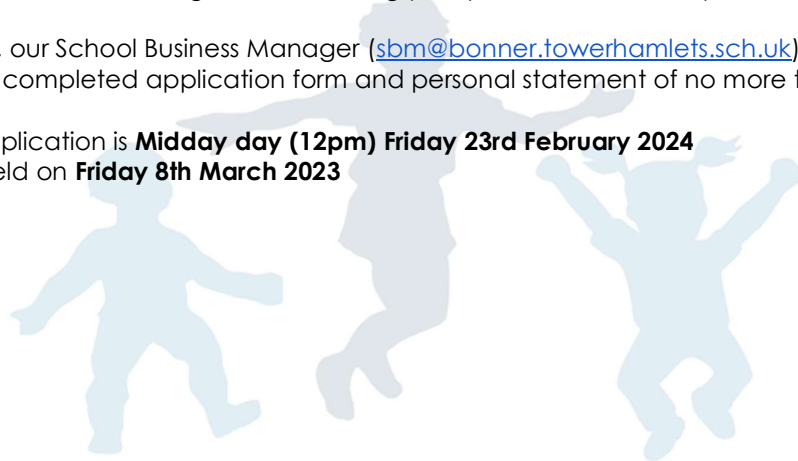 , our School Business Manager (sbm@bonner.towerhamlets.sch.uk)
completed application form and personal statement of no more
plication is Midday day (12pm) Friday 23rd February 2024
eld on Friday 8th March 2023